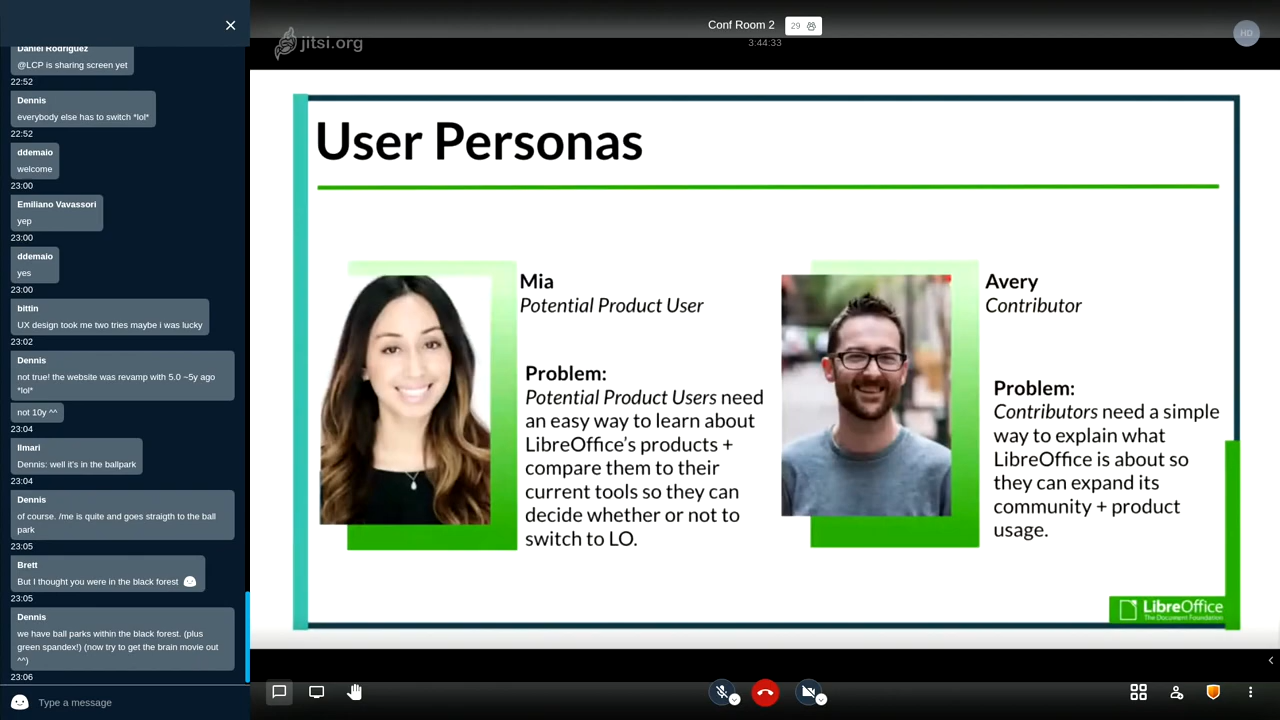 Daniel Rodriguez
@LCP is sharing screen yet
22:52
Dennis
everybody else has to switch *lol*
22:52
ddemaio
welcome
23:00
Emiliano Vavassori
yep
23:00
ddemaio
yes
23:00
bittin
UX design took me two tries maybe i was lucky
23:02
Dennis
not true! the website was revamp with 5.0 ~5y ago
*lol*
not 10y ^^
23:04
Ilmari
Dennis: well it's in the ballpark
23:04
Dennis
of course. /me is quite and goes straigth to the ball
park
23:05
Brett
But I thought you were in the black forest
23:05
Dennis
we have ball parks within the black forest. (plus
green spandex!) (now try to get the brain movie out
^^)
23:06
Type a message
jitsi.org
Conf Room 2
29
3:44:33
HD
User Personas
Mia
Potential Product User
Problem:
Potential Product Users need
an easy way to learn about
LibreOffice's products +
compare them to their
current tools so they can
decide whether or not to
switch to LO.
Avery
Contributor
Problem:
Contributors need a simple
way to explain what
LibreOffice is about so
they can expand its
community + product
usage.
LibreOffice
The Document Foundation